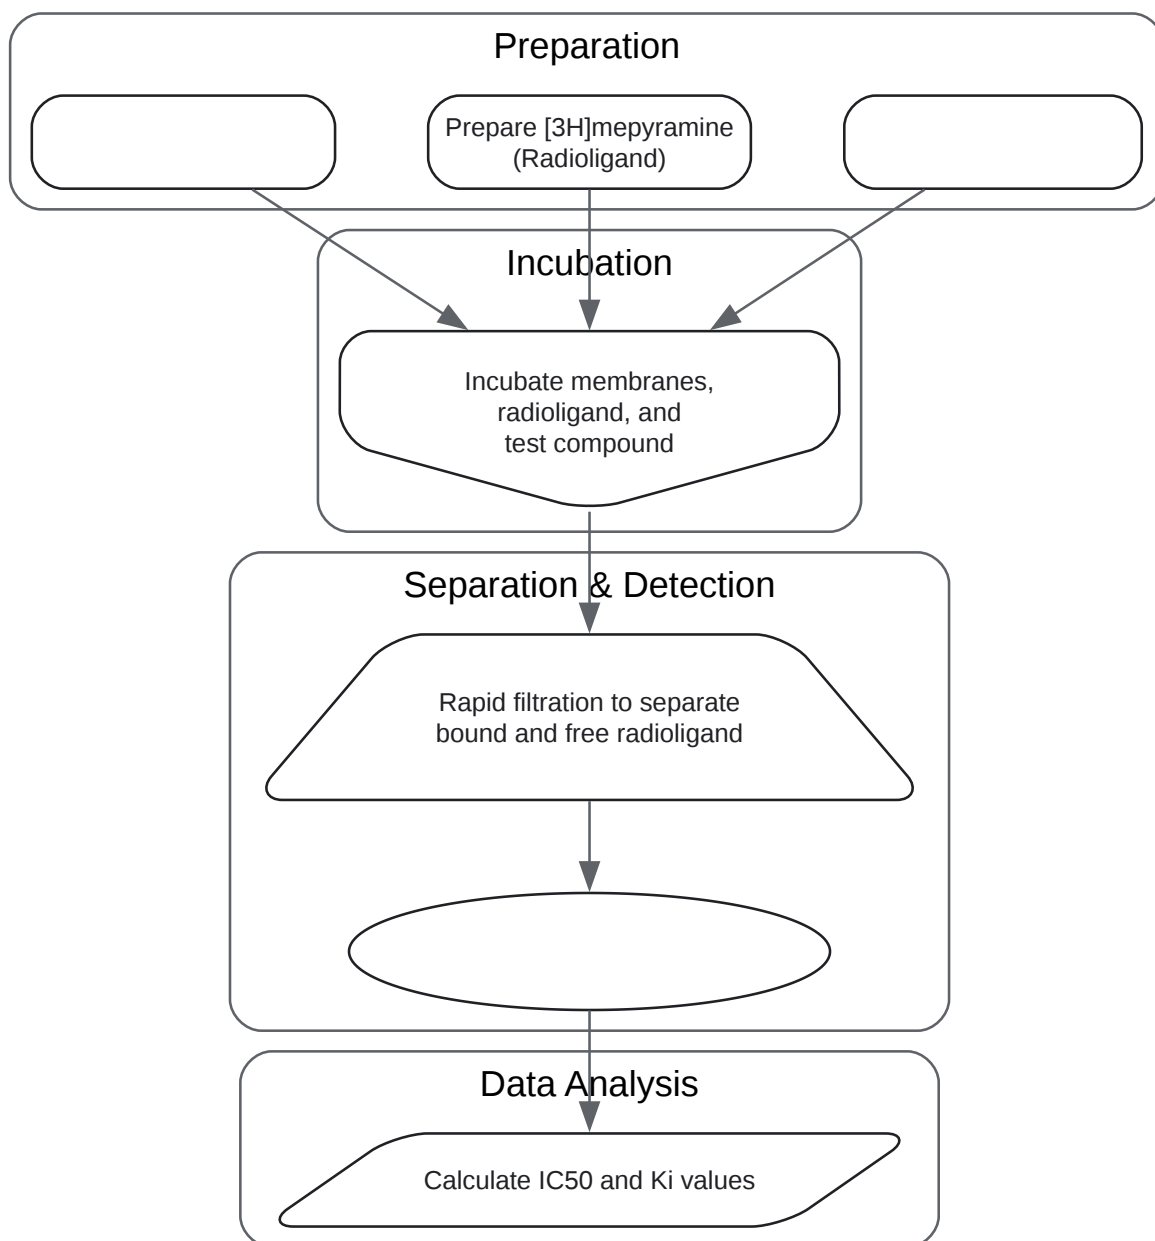 Preparation
Prepare [3H]mepyramine
(Radioligand)
Incubation
Incubate membranes,
radioligand, and
test compound
Separation & Detection
Rapid filtration to separate
bound and free radioligand
Data Analysis
Calculate IC50 and Ki values